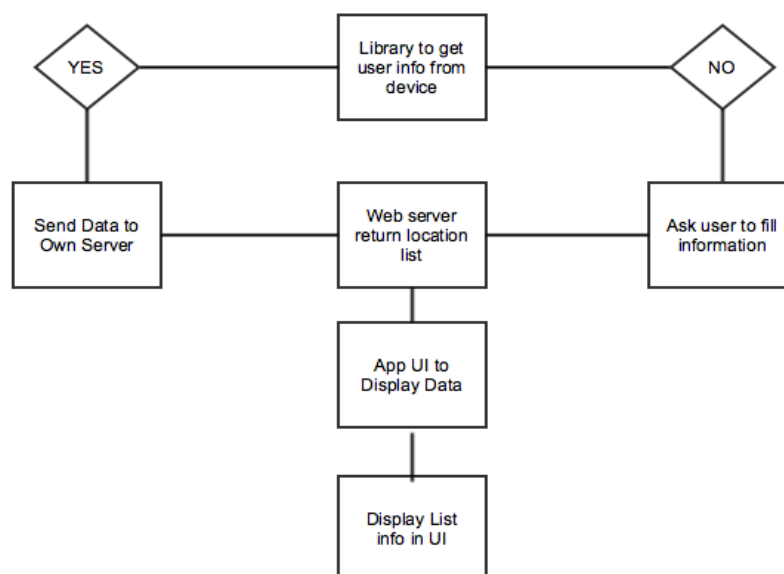 YES
Library to get
user info from
device
NO
Send Data to
Own Server
Web server
return location
list
Ask user to fill
information
App UI to
Display Data
Display List
info in UI